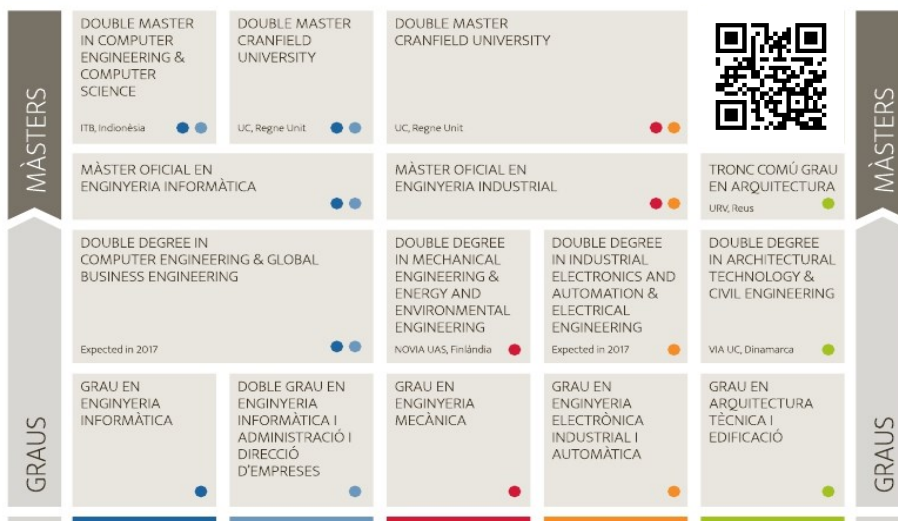 MÀSTERS
DOUBLE MASTER
IN COMPUTER
ENGINEERING &
COMPUTER
SCIENCE
ITB, Indionèsia
DOUBLE MASTER
CRANFIELD
UNIVERSITY
UC, Regne Unit
DOUBLE MASTER
CRANFIELD UNIVERSITY
UC, Regne Unit
MÀSTERS
MÀSTER OFICIAL EN
ENGINYERIA INFORMÀTICA
MÀSTER OFICIAL EN
ENGINYERIA INDUSTRIAL
TRONC COMÚ GRAU
EN ARQUITECTURA
URV, Reus
GRAUS
DOUBLE DEGREE IN
COMPUTER ENGINEERING & GLOBAL
BUSINESS ENGINEERING
Expected in 2017
DOUBLE DEGREE
IN MECHANICAL
ENGINEERING &
ENERGY AND
ENVIRONMENTAL
ENGINEERING
NOVIA UAS, Finlándia
DOUBLE DEGREE
IN INDUSTRIAL
ELECTRONICS AND
AUTOMATION &
ELECTRICAL
ENGINEERING
Expected in 2017
DOUBLE DEGREE
IN ARCHITECTURAL
TECHNOLOGY &
CIVIL ENGINEERING
VIA UC, Dinamarca
GRAUS
GRAU EN
ENGINYERIA
INFORMÀTICA
DOBLE GRAU EN
ENGINYERIA
INFORMÀTICA I
ADMINISTRACIÓ I
DIRECCIÓ
D'EMPRESES
GRAU EN
ENGINYERIA
MECÀNICA
GRAU EN
ENGINYERIA
ELECTRÒNICA
INDUSTRIAL I
AUTOMÀTICA
GRAU EN
ARQUITECTURA
TÈCNICA I
EDIFICACIÓ